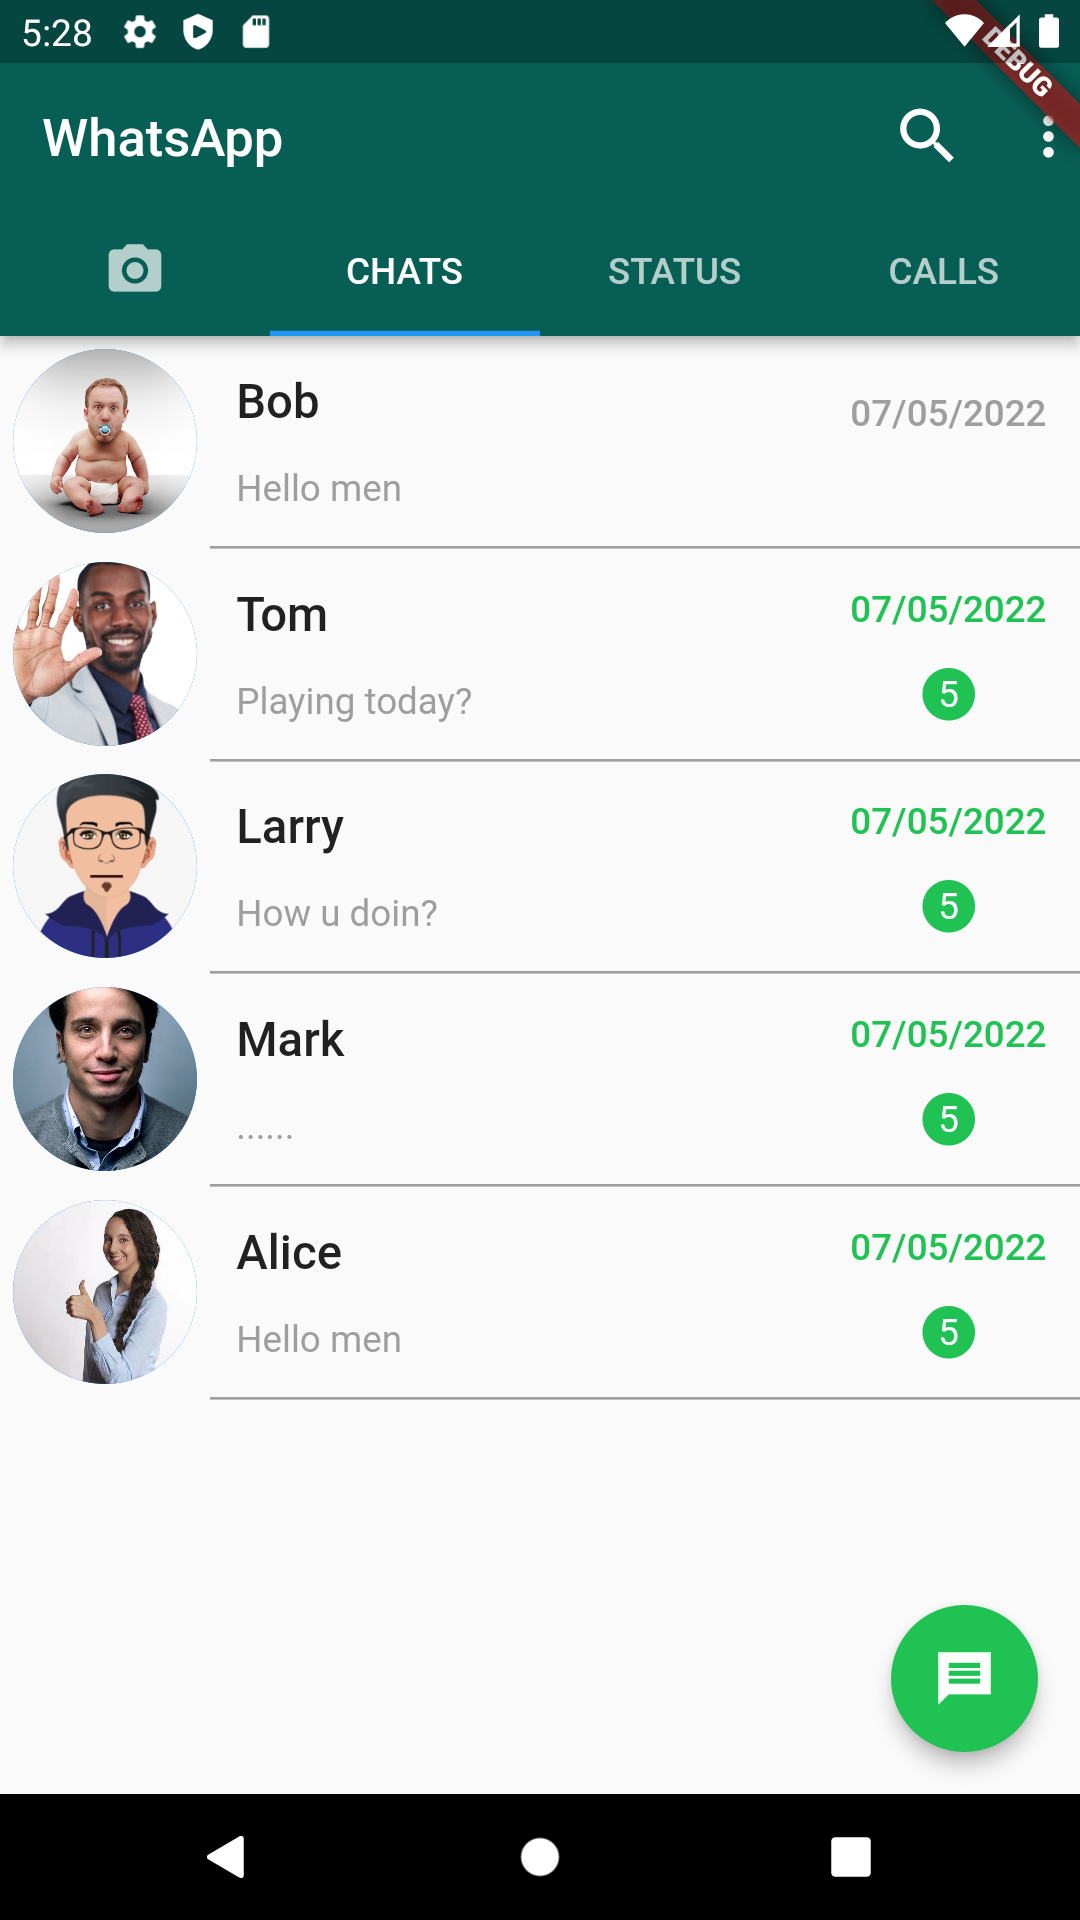 5:28
DEBUG
WhatsApp
CHATS STATUS CALLS
Bob
07/05/2022
Hello men
Tom
07/05/2022
Playing today?
5
Larry
07/05/2022
How u doin?
5
Mark
07/05/2022
......
5
Alice
07/05/2022
Hello men
5